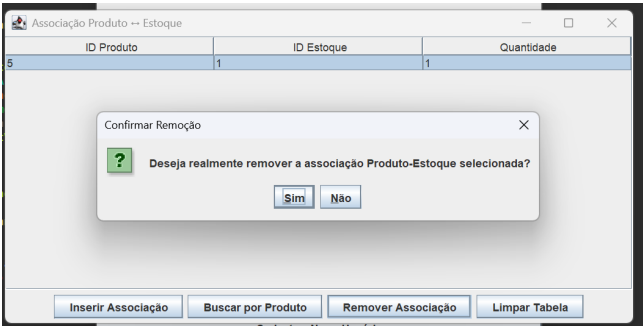 Associação Produto ↔ Estoque
ID Produto ID Estoque Quantidade
5 1 1
Confirmar Remoção
Deseja realmente remover a associação Produto-Estoque selecionada?
Sim Não
Inserir Associação Buscar por Produto Remover Associação Limpar Tabela